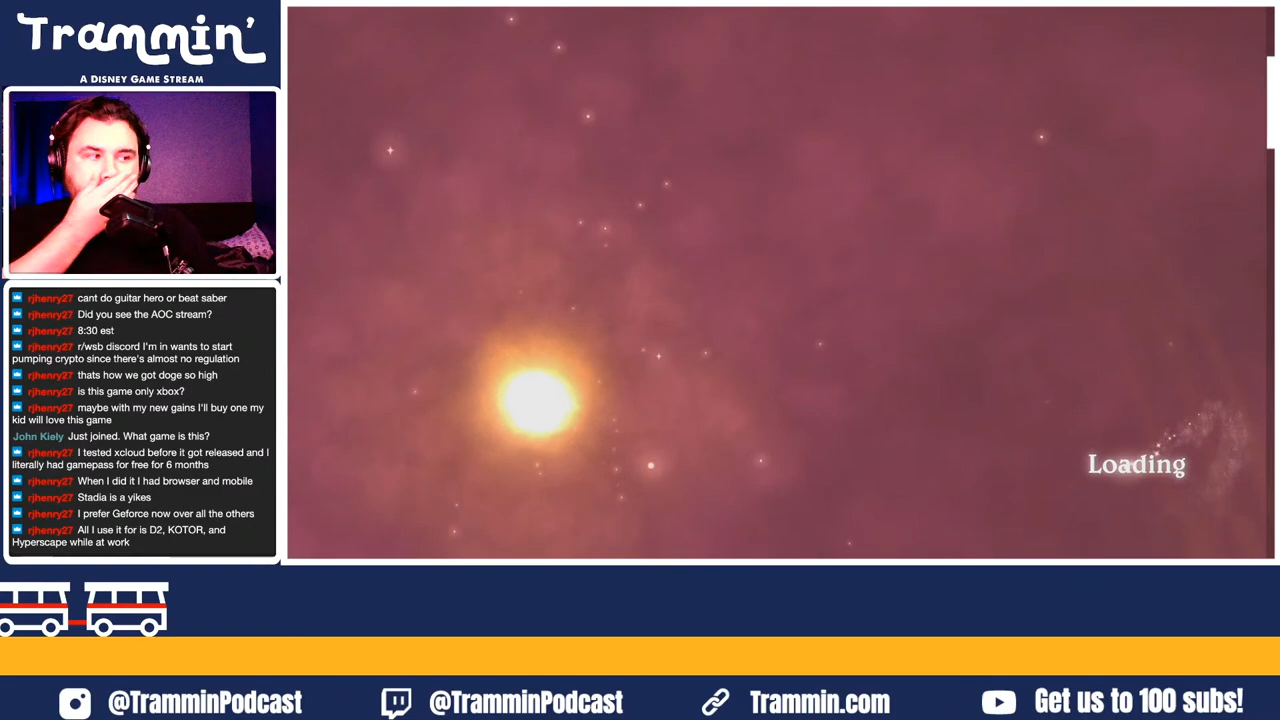 Trammin'
A DISNEY GAME STREAM
rjhenry27 cant do guitar hero or beat saber
rjhenry27 Did you see the AOC stream?
rjhenry27 8:30 est
rjhenry27 r/wsb discord I'm in wants to start
pumping crypto since there's almost no regulation
rjhenry27 thats how we got doge so high
rjhenry27 is this game only xbox?
rjhenry27 maybe with my new gains I'll buy one my
kid will love this game
John Kiely Just joined. What game is this?
rjhenry27 I tested xcloud before it got released and I
literally had gamepass for free for 6 months
rjhenry27 When I did it I had browser and mobile
rjhenry27 Stadia is a yikes
rjhenry27 I prefer Geforce now over all the others
rjhenry27 All I use it for is D2, KOTOR, and
Hyperscape while at work
Loading
@TramminPodcast
@TramminPodcast
Trammin.com
Get us to 100 subs!